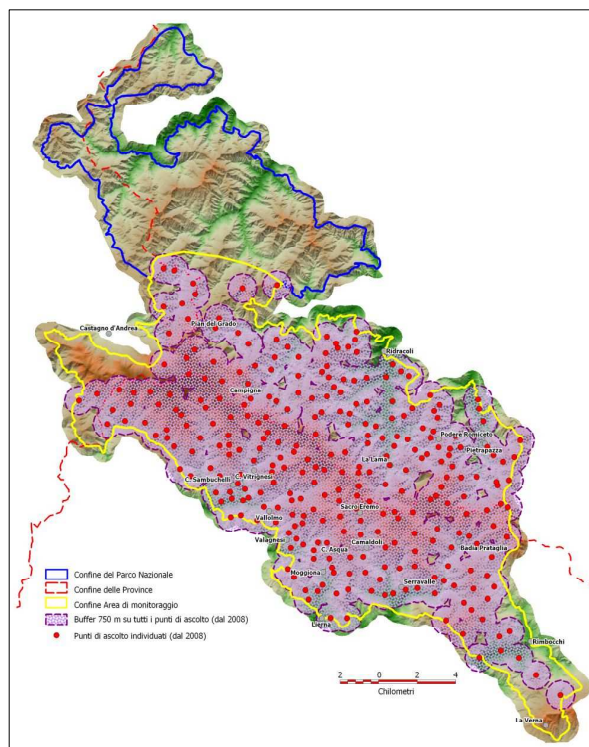 Castagno d'Andrea
Pian del Grado
Ridracoli
Campigna
Podere Romiceto
Pietrapazza
La Lama
C. Sambuchelli
C. Vitrignesi
Sacro Eremo
Vallolmo
Valagnesi
Camaldoli
C. Asqua
Badia Prataglia
Moggiona
Serravalle
Lierna
Rimbocchi
La Verna
Confine del Parco Nazionale
Confine delle Province
Confine Area di monitoraggio
Buffer 750 m su tutti i punti di ascolto (dal 2008)
Punti di ascolto individuati (dal 2008)
2 0 2 4
Chilometri